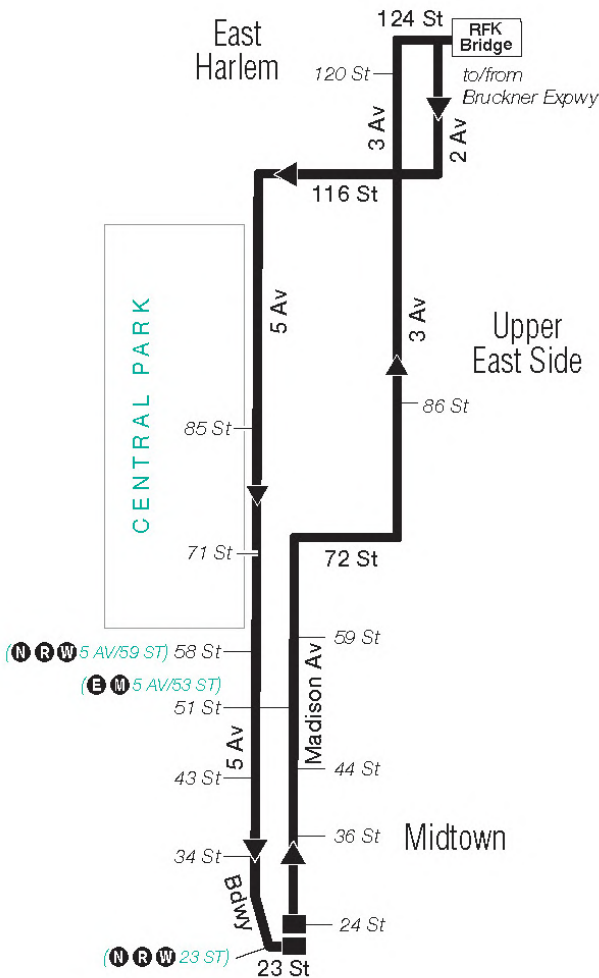 124 St
RFK
Bridge
East
Harlem
120 St
to/from
Bruckner Expwy
3 Av
2 Av
116 St
5 Av
3 Av
CENTRAL PARK
Upper
East Side
86 St
85 St
71 St
72 St
(N R W 5 AV/59 ST) 58 St
59 St
(E M 5 AV/53 ST)
51 St
Madison Av
5 Av
43 St
44 St
36 St
Midtown
34 St
Bdwy
24 St
(N R W 23 ST)
23 St